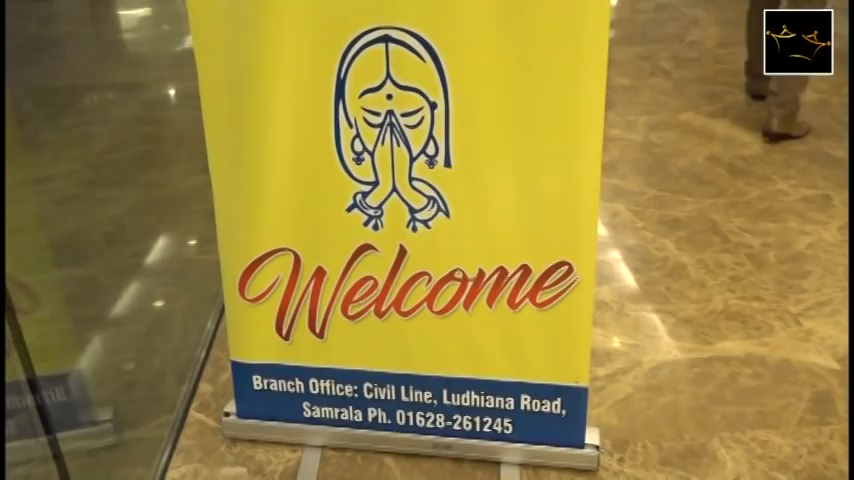 Welcome
Branch Office: Civil Line, Ludhiana Road,
Samrala Ph. 01628-261245